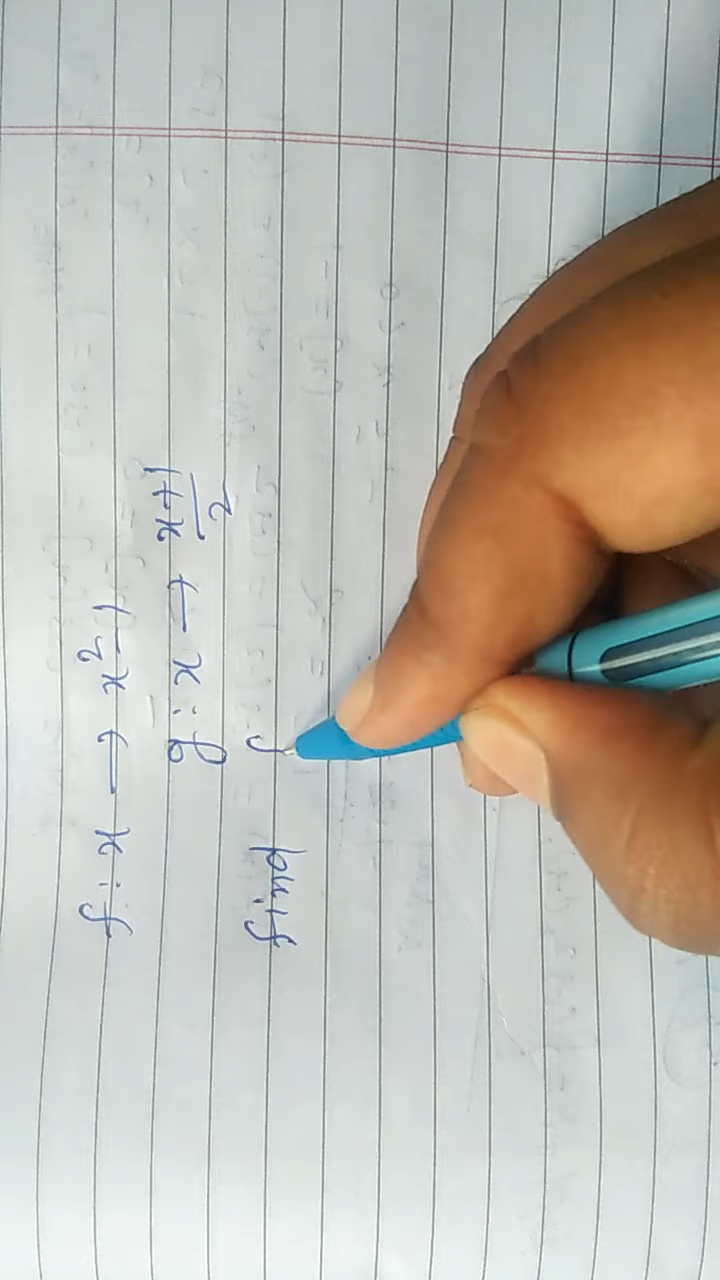 f : x → x² - 1
g : x → x+1/2
find